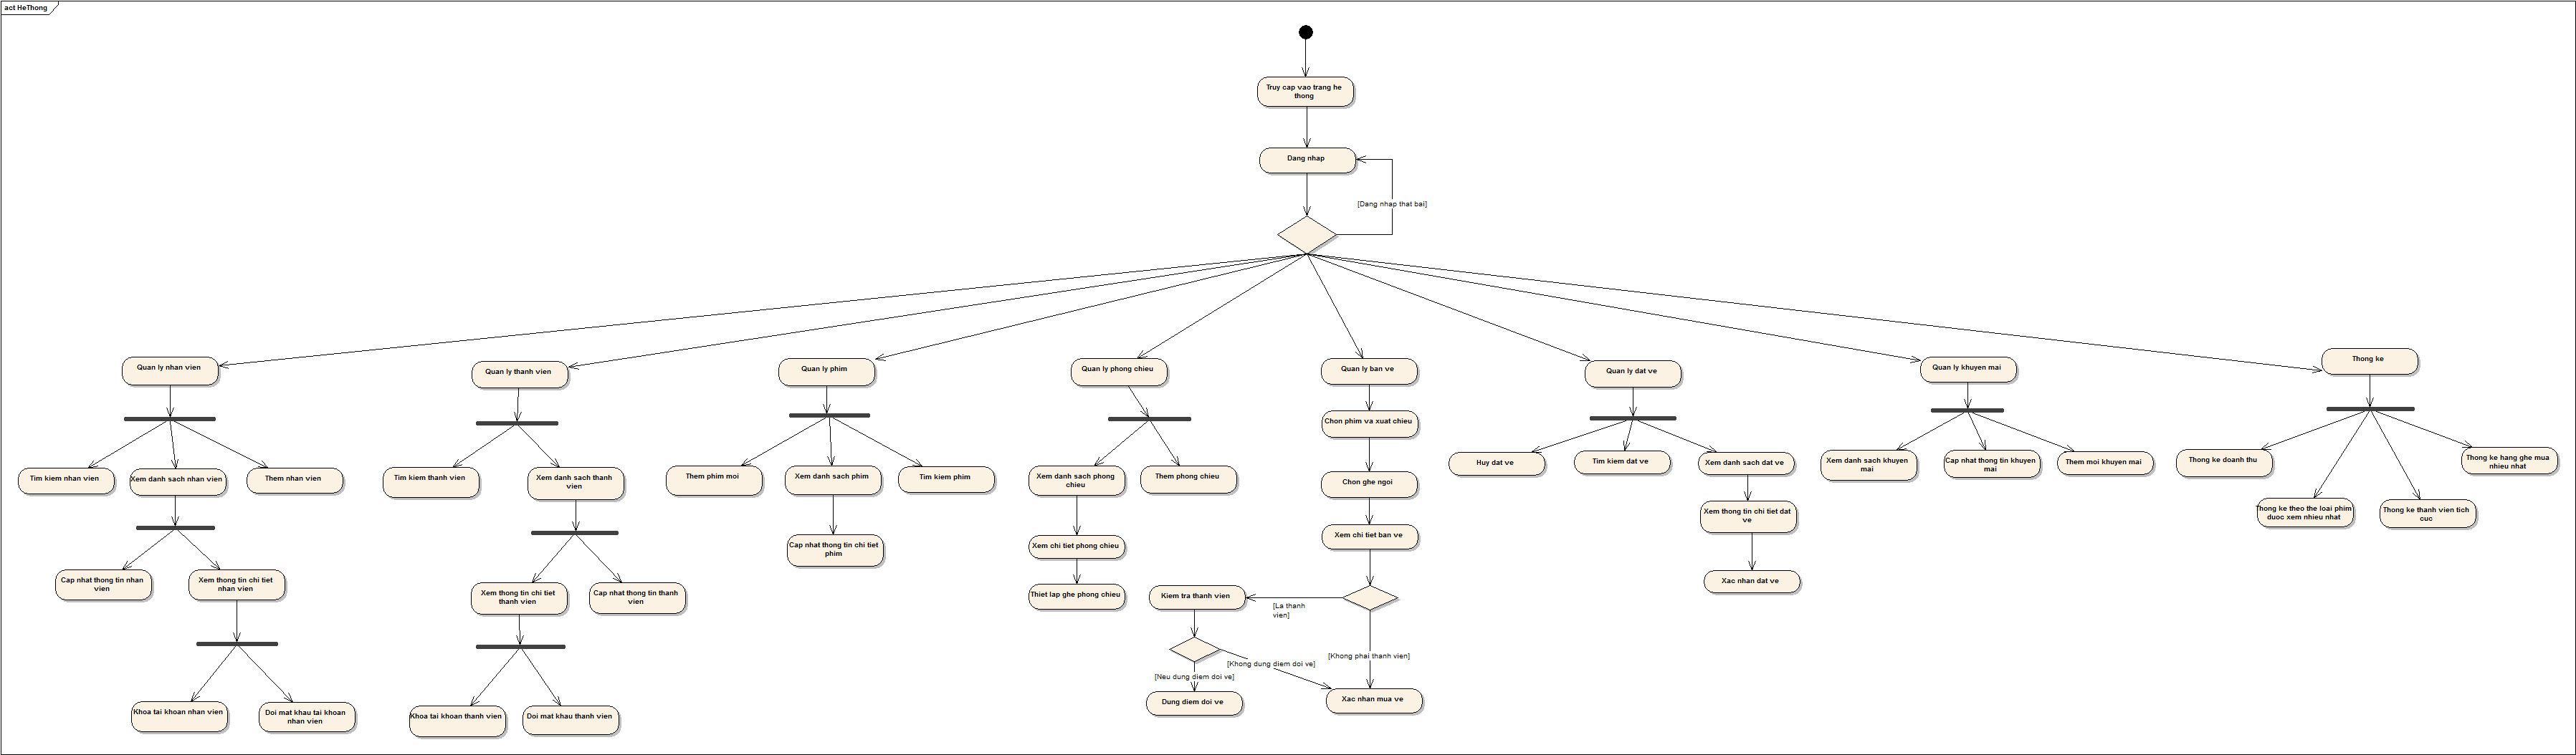 act HeThong
Truy cap vao trang he
thong
Dang nhap
[Dang nhap that bai]
Quan ly nhan vien
Quan ly thanh vien
Quan ly phim
Quan ly phong chieu
Quan ly ban ve
Quan ly dat ve
Quan ly khuyen mai
Thong ke
Chon phim va xuat chieu
Tim kiem nhan vien
Xem danh sach nhan vien
Them nhan vien
Tim kiem thanh vien
Xem danh sach thanh
vien
Them phim moi
Xem danh sach phim
Tim kiem phim
Xem danh sach phong
chieu
Them phong chieu
Chon ghe ngoi
Huy dat ve
Tim kiem dat ve
Xem danh sach dat ve
Xem danh sach khuyen
mai
Cap nhat thong tin khuyen
mai
Them moi khuyen mai
Thong ke doanh thu
Thong ke hang ghe mua
nhieu nhat
Thong ke theo the loai phim
duoc xem nhieu nhat
Thong ke thanh vien tich
cuc
Xem thong tin chi tiet dat
ve
Cap nhat thong tin chi tiet
phim
Xem chi tiet phong chieu
Xem chi tiet ban ve
Cap nhat thong tin nhan
vien
Xem thong tin chi tiet
nhan vien
Xem thong tin chi tiet
thanh vien
Cap nhat thong tin thanh
vien
Thiet lap ghe phong chieu
Kiem tra thanh vien
[La thanh
vien]
Xac nhan dat ve
[Khong phai thanh vien]
[Khong dung diem doi ve]
[Neu dung diem doi ve]
Khoa tai khoan nhan vien
Doi mat khau tai khoan
nhan vien
Khoa tai khoan thanh vien
Doi mat khau thanh vien
Dung diem doi ve
Xac nhan mua ve